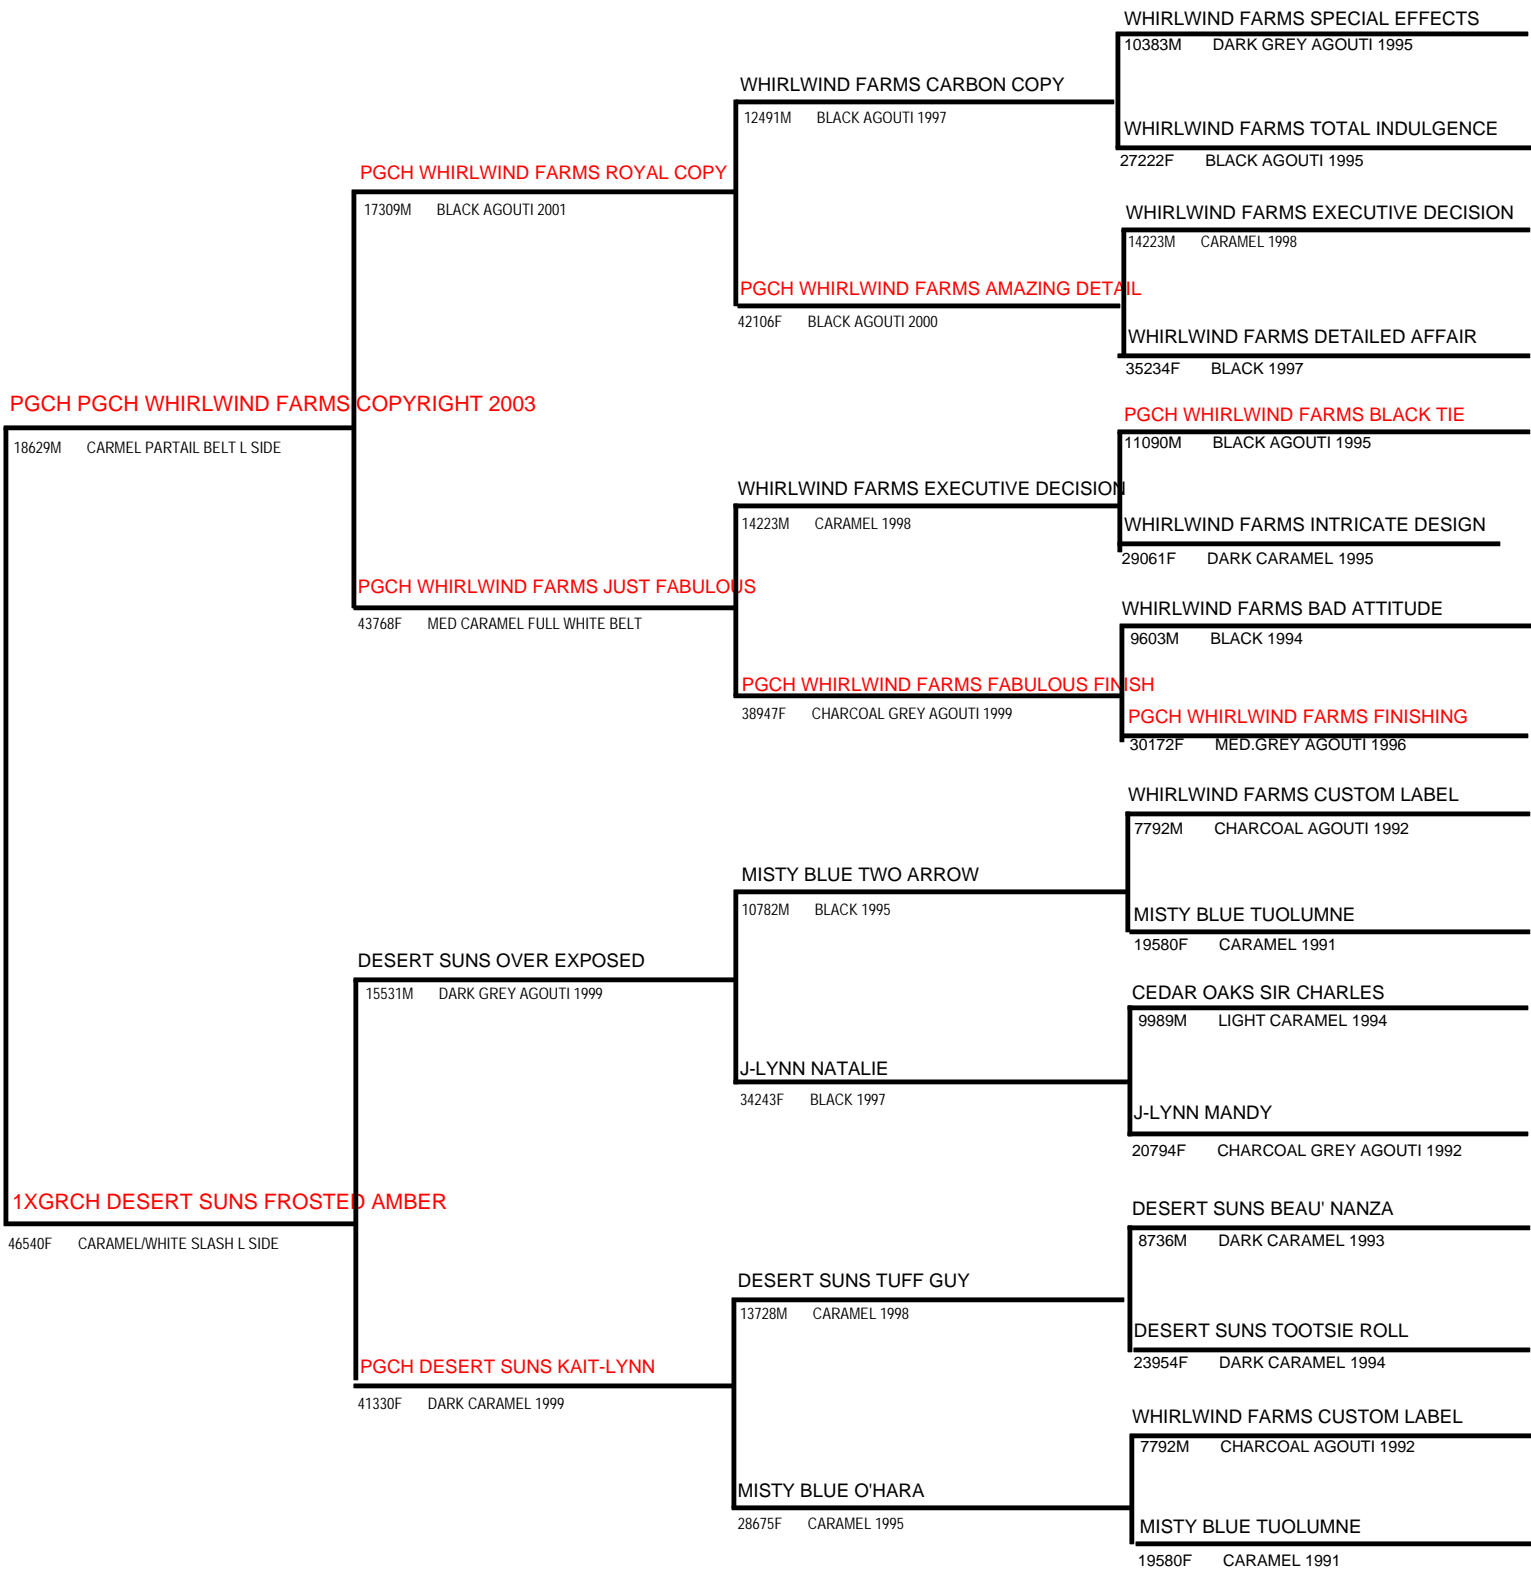 WHIRLWIND FARMS SPECIAL EFFECTS
10383M DARK GREY AGOUTI 1995
WHIRLWIND FARMS CARBON COPY
12491M BLACK AGOUTI 1997
WHIRLWIND FARMS TOTAL INDULGENCE
27222F BLACK AGOUTI 1995
PGCH WHIRLWIND FARMS ROYAL COPY
17309M BLACK AGOUTI 2001
WHIRLWIND FARMS EXECUTIVE DECISION
14223M CARAMEL 1998
PGCH WHIRLWIND FARMS AMAZING DETAIL
42106F BLACK AGOUTI 2000
WHIRLWIND FARMS DETAILED AFFAIR
35234F BLACK 1997
PGCH PGCH WHIRLWIND FARMS COPYRIGHT 2003
18629M CARMEL PARTAIL BELT L SIDE
PGCH WHIRLWIND FARMS BLACK TIE
11090M BLACK AGOUTI 1995
WHIRLWIND FARMS EXECUTIVE DECISION
14223M CARAMEL 1998
WHIRLWIND FARMS INTRICATE DESIGN
29061F DARK CARAMEL 1995
PGCH WHIRLWIND FARMS JUST FABULOUS
43768F MED CARAMEL FULL WHITE BELT
WHIRLWIND FARMS BAD ATTITUDE
9603M BLACK 1994
PGCH WHIRLWIND FARMS FABULOUS FINISH
38947F CHARCOAL GREY AGOUTI 1999
PGCH WHIRLWIND FARMS FINISHING
30172F MED.GREY AGOUTI 1996
WHIRLWIND FARMS CUSTOM LABEL
7792M CHARCOAL AGOUTI 1992
MISTY BLUE TWO ARROW
10782M BLACK 1995
MISTY BLUE TUOLUMNE
19580F CARAMEL 1991
DESERT SUNS OVER EXPOSED
15531M DARK GREY AGOUTI 1999
CEDAR OAKS SIR CHARLES
9989M LIGHT CARAMEL 1994
J-LYNN NATALIE
34243F BLACK 1997
J-LYNN MANDY
20794F CHARCOAL GREY AGOUTI 1992
1XGRCH DESERT SUNS FROSTED AMBER
46540F CARAMEL/WHITE SLASH L SIDE
DESERT SUNS BEAU' NANZA
8736M DARK CARAMEL 1993
DESERT SUNS TUFF GUY
13728M CARAMEL 1998
DESERT SUNS TOOTSIE ROLL
23954F DARK CARAMEL 1994
PGCH DESERT SUNS KAIT-LYNN
41330F DARK CARAMEL 1999
WHIRLWIND FARMS CUSTOM LABEL
7792M CHARCOAL AGOUTI 1992
MISTY BLUE O'HARA
28675F CARAMEL 1995
MISTY BLUE TUOLUMNE
19580F CARAMEL 1991